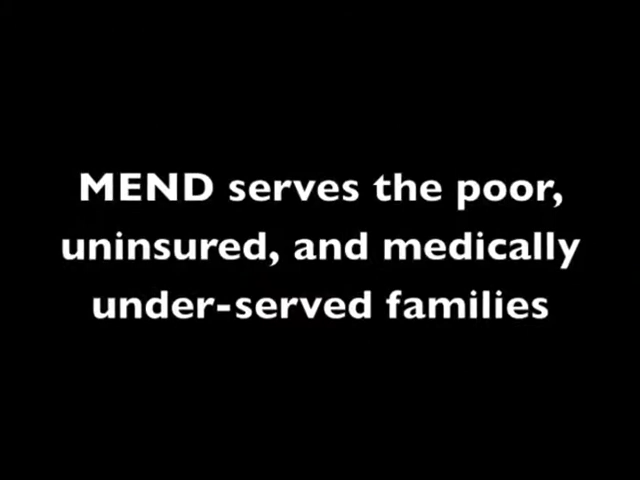 MEND serves the poor,
uninsured, and medically
under-served families